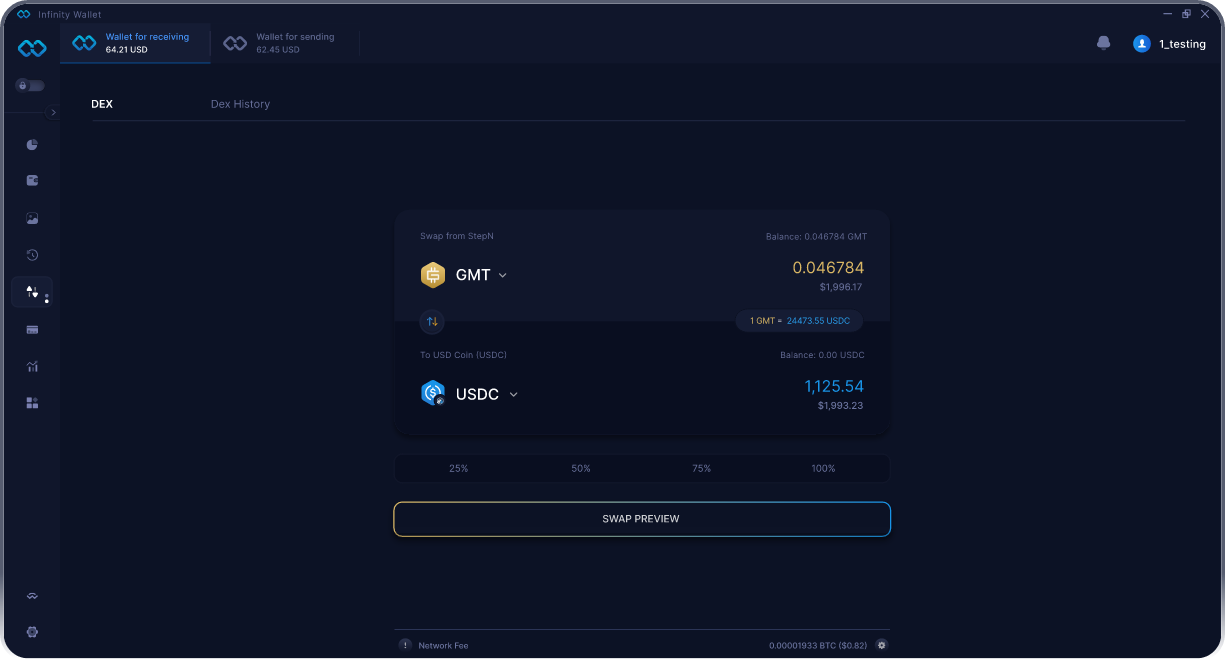 Infinity Wallet
Wallet for receiving
64.21 USD
Wallet for sending
62.45 USD
1_testing
DEX
Dex History
Swap from StepN
Balance: 0.046784 GMT
GMT
0.046784
$1,996.17
1 GMT = 24473.55 USDC
To USD Coin (USDC)
Balance: 0.00 USDC
USDC
1,125.54
$1,993.23
25% 50% 75% 100%
SWAP PREVIEW
! Network Fee
0.00001933 BTC ($0.82)